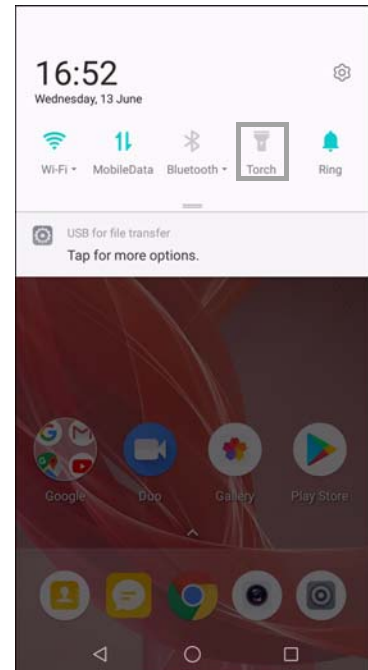 16:52
Wednesday, 13 June
Wi-Fi MobileData Bluetooth Torch Ring
USB for file transfer
Tap for more options.
Google Duo Gallery Play Store